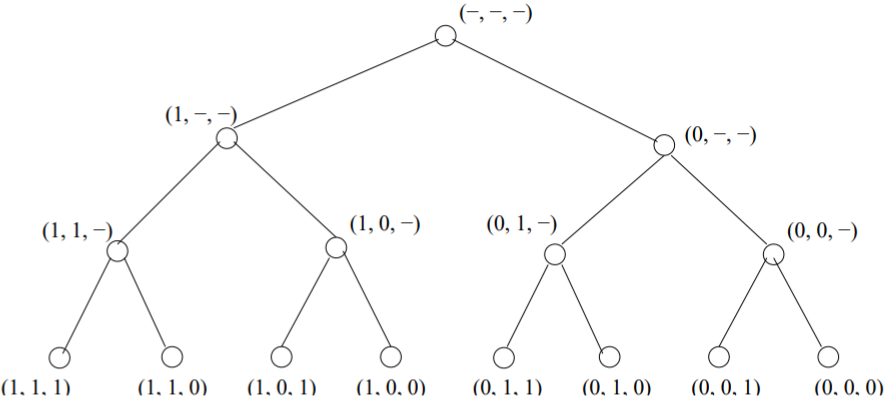 (−, −, −)
(1, −, −)
(0, −, −)
(1, 1, −)
(1, 0, −)
(0, 1, −)
(0, 0, −)
(1, 1, 1) (1, 1, 0) (1, 0, 1) (1, 0, 0) (0, 1, 1) (0, 1, 0) (0, 0, 1) (0, 0, 0)